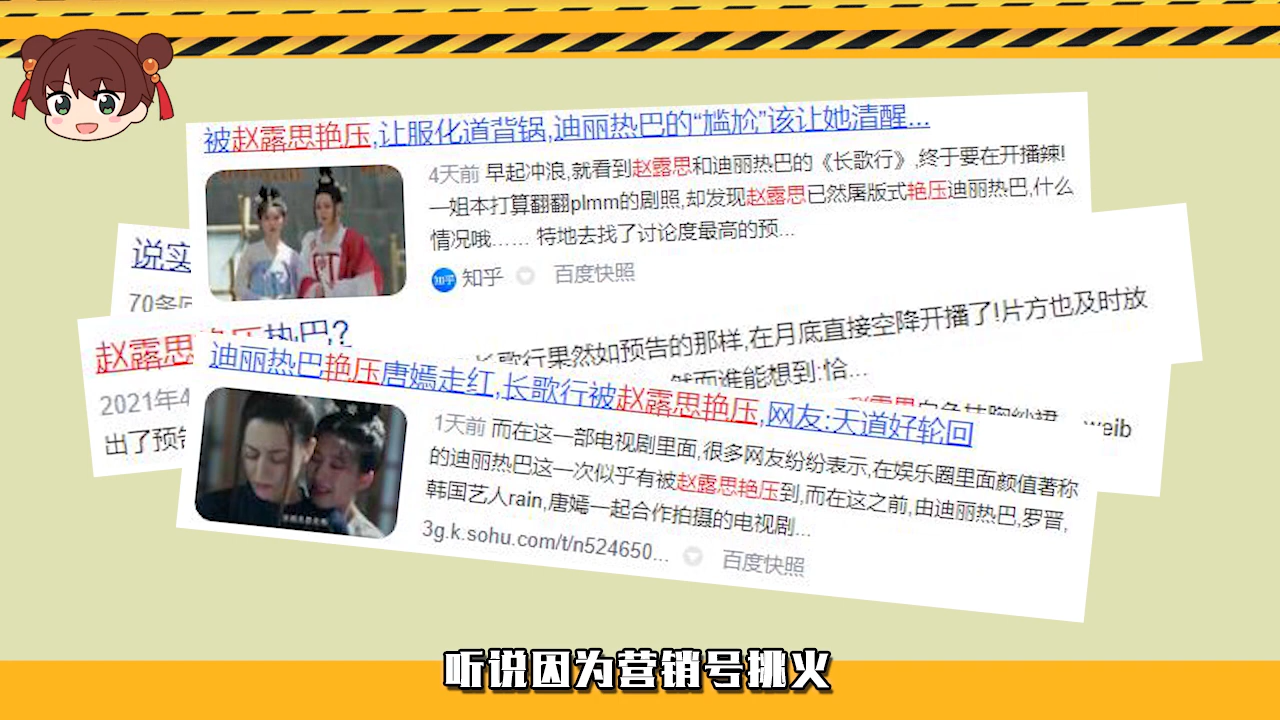 被赵露思艳压,让服化道背锅,迪丽热巴的“尴尬”该让她清醒...
4天前 早起冲浪,就看到赵露思和迪丽热巴的《长歌行》,终于要在开播辣!
一姐本打算翻翻plmm的剧照,却发现赵露思已然屠版式艳压迪丽热巴,什么
情况哦...... 特地去找了讨论度最高的预...
知乎 知乎 百度快照
说实
70条
赵露思艳压热巴?
2021年4
出了预告
长歌行果然如预告的那样,在月底直接空降开播了!片方也及时放
然而谁能想到:恰...
weib
迪丽热巴艳压唐嫣走红,长歌行被赵露思艳压,网友:天道好轮回
1天前 而在这一部电视剧里面,很多网友纷纷表示,在娱乐圈里面颜值著称
的迪丽热巴这一次似乎有被赵露思艳压到,而在这之前,由迪丽热巴,罗晋,
韩国艺人rain,唐嫣一起合作拍摄的电视剧...
3g.k.sohu.com/t/n524650... 百度快照
听说因为营销号挑火